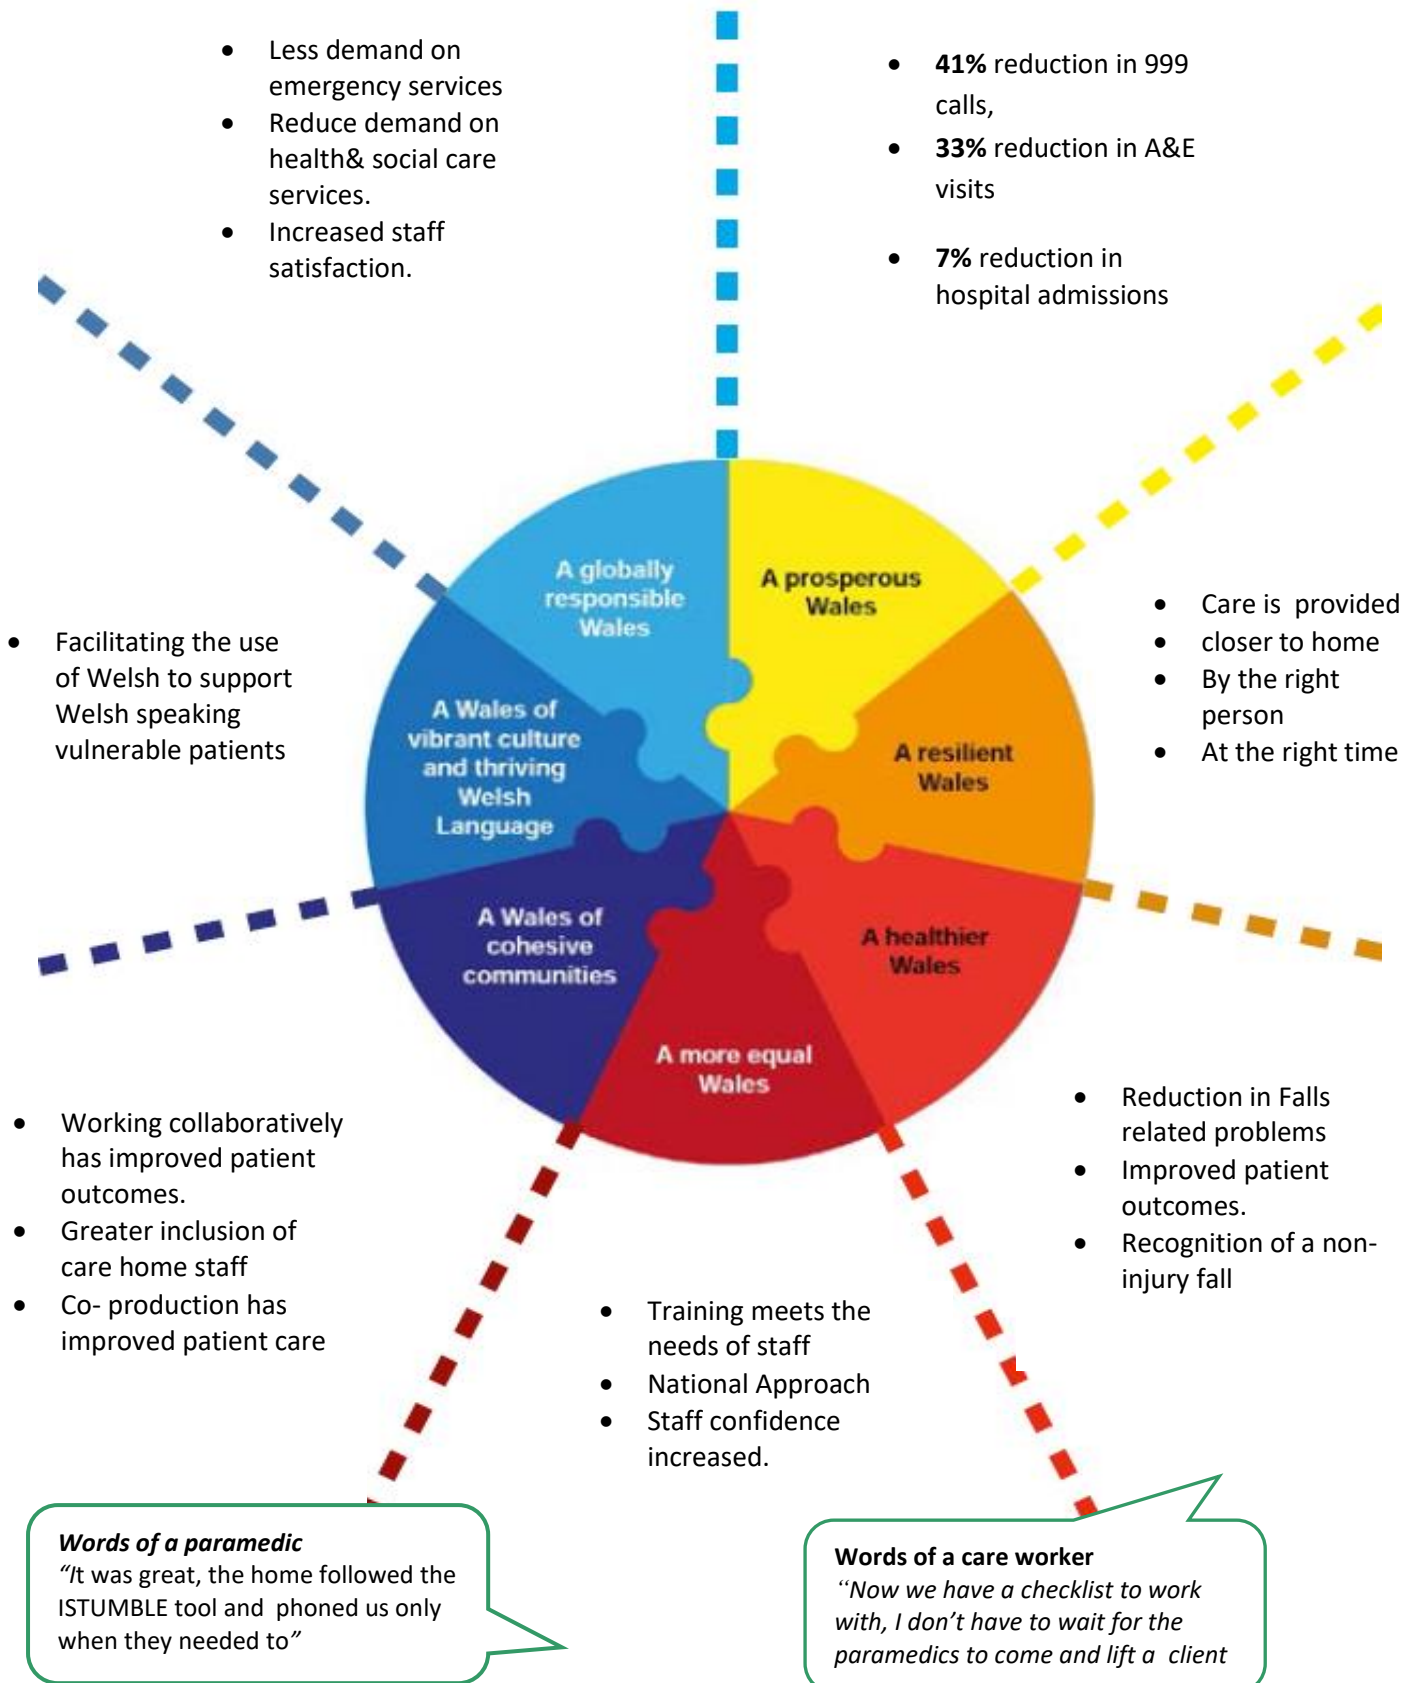 • Less demand on
emergency services
• Reduce demand on
health& social care
services.
• Increased staff
satisfaction.
• 41% reduction in 999
calls,
• 33% reduction in A&E
visits
• 7% reduction in
hospital admissions
A globally
responsible
Wales
A prosperous
Wales
• Facilitating the use
of Welsh to support
Welsh speaking
vulnerable patients
A Wales of
vibrant culture
and thriving
Welsh
Language
A resilient
Wales
• Care is provided
• closer to home
• By the right
person
• At the right time
A Wales of
cohesive
communities
A healthier
Wales
A more equal
Wales
• Working collaboratively
has improved patient
outcomes.
• Greater inclusion of
care home staff
• Co- production has
improved patient care
• Training meets the
needs of staff
• National Approach
• Staff confidence
increased.
• Reduction in Falls
related problems
• Improved patient
outcomes.
• Recognition of a non-
injury fall
Words of a paramedic
“It was great, the home followed the
ISTUMBLE tool and phoned us only
when they needed to”
Words of a care worker
“Now we have a checklist to work
with, I don’t have to wait for the
paramedics to come and lift a client